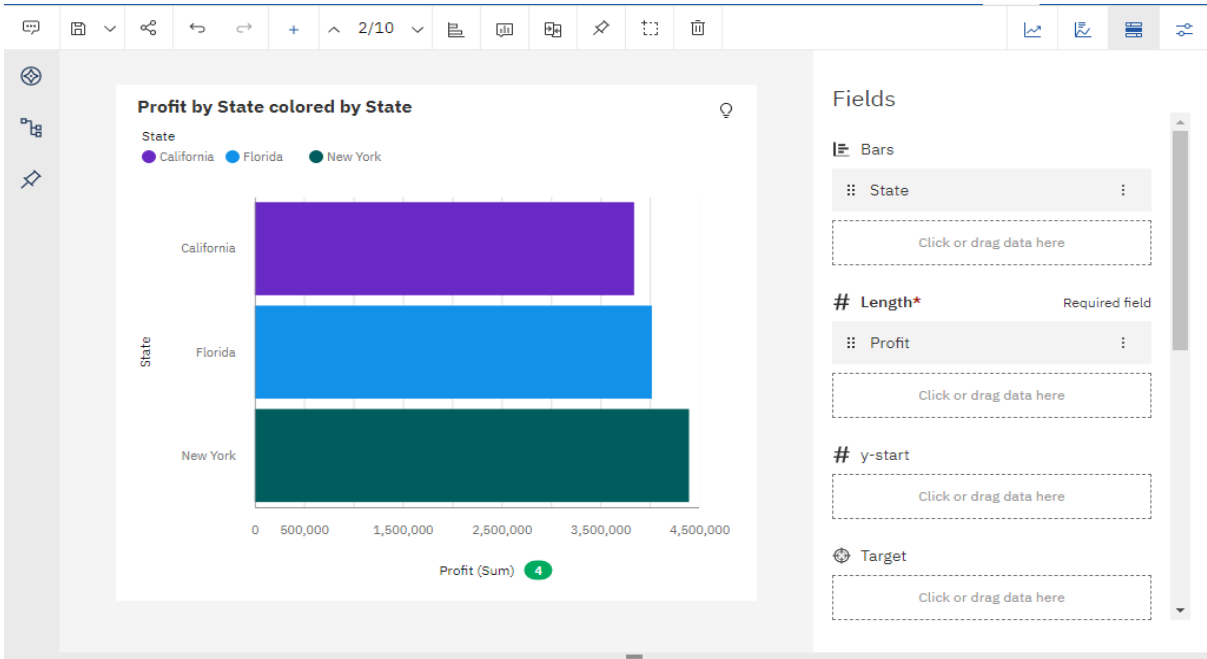 2/10
Profit by State colored by State
State
California Florida New York
California
Florida
New York
State
0 500,000 1,500,000 2,500,000 3,500,000 4,500,000
Profit (Sum) 4
Fields
Bars
State
Click or drag data here
# Length* Required field
Profit
Click or drag data here
# y-start
Click or drag data here
Target
Click or drag data here